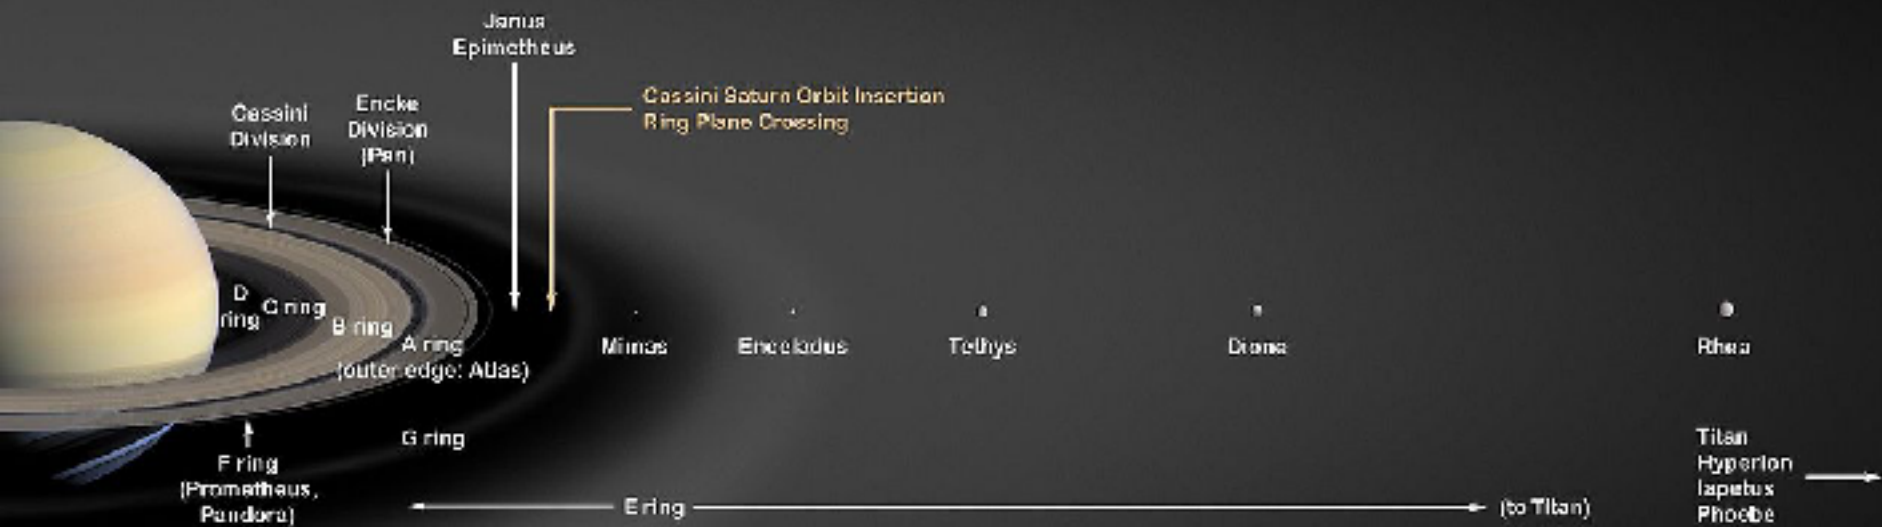 Janus
Epimetheus
Cassini Saturn Orbit Insertion
Ring Plane Crossing
Cassini
Division
Encke
Division
(Pan)
D
ring
C ring
B ring
A ring
(outer edge: Atlas)
Mimas
Enceladus
Tethys
Dione
Rhea
G ring
F ring
(Prometheus,
Pandora)
E ring
(to Titan)
Titan
Hyperion
Iapetus
Phoebe